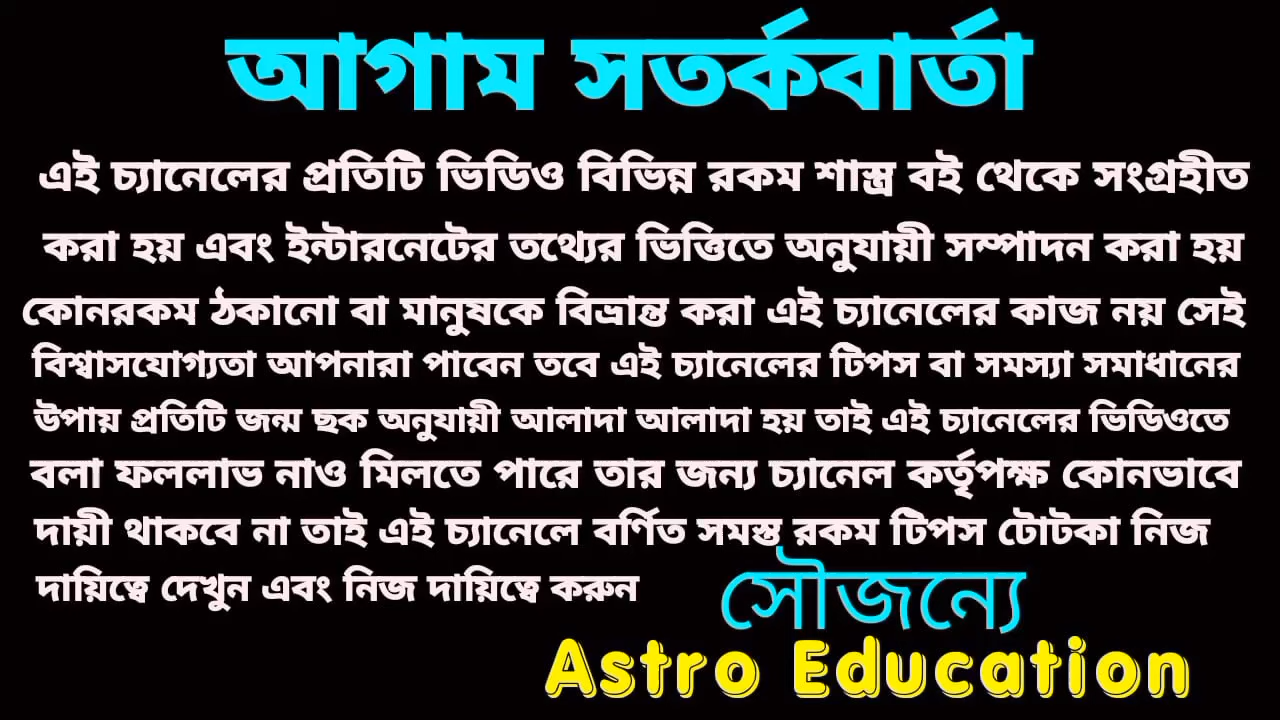 আগাম সতর্কবার্তা
এই চ্যানেলের প্রতিটি ভিডিও বিভিন্ন রকম শাস্ত্র বই থেকে সংগ্রহীত
করা হয় এবং ইন্টারনেটের তথ্যের ভিত্তিতে অনুযায়ী সম্পাদন করা হয়
কোনরকম ঠকানো বা মানুষকে বিভ্রান্ত করা এই চ্যানেলের কাজ নয় সেই
বিশ্বাসযোগ্যতা আপনারা পাবেন তবে এই চ্যানেলের টিপস বা সমস্যা সমাধানের
উপায় প্রতিটি জন্ম ছক অনুযায়ী আলাদা আলাদা হয় তাই এই চ্যানেলের ভিডিওতে
বলা ফললাভ নাও মিলতে পারে তার জন্য চ্যানেল কর্তৃপক্ষ কোনভাবে
দায়ী থাকবে না তাই এই চ্যানেলে বর্ণিত সমস্ত রকম টিপস টোটকা নিজ
দায়িত্বে দেখুন এবং নিজ দায়িত্বে করুন
সৌজন্যে
Astro Education